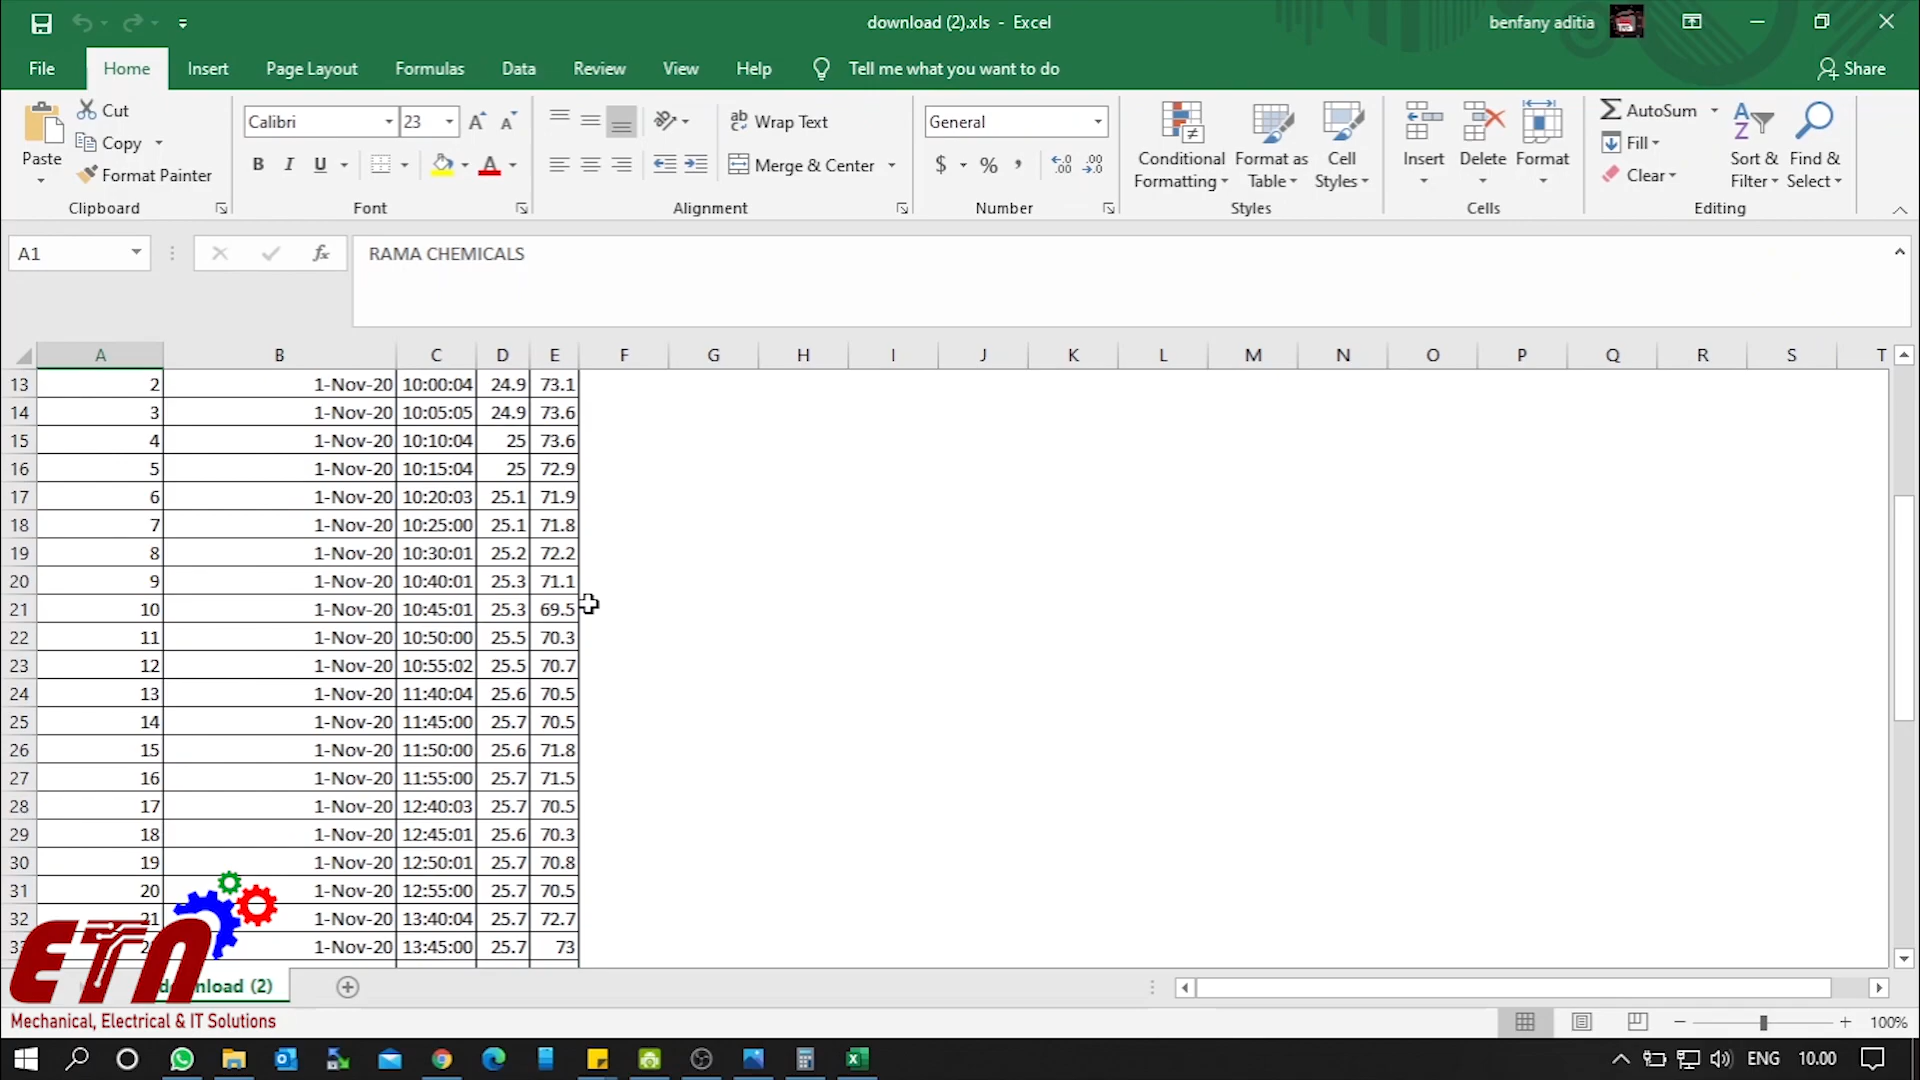 download (2).xls - Excel
benfany aditia
File Home Insert Page Layout Formulas Data Review View Help Tell me what you want to do Share
Paste
Cut
Copy
Format Painter
Clipboard
Calibri 23
B I U
Font
Wrap Text
Merge & Center
Alignment
General
$ % ,
Number
Conditional Formatting
Format as Table
Cell Styles
Styles
Insert Delete Format
Cells
AutoSum
Fill
Clear
Sort & Filter
Find & Select
Editing
A1 fx RAMA CHEMICALS
A B C D E F G H I J K L M N O P Q R S T
13 2 1-Nov-20 10:00:04 24.9 73.1
14 3 1-Nov-20 10:05:05 24.9 73.6
15 4 1-Nov-20 10:10:04 25 73.6
16 5 1-Nov-20 10:15:04 25 72.9
17 6 1-Nov-20 10:20:03 25.1 71.9
18 7 1-Nov-20 10:25:00 25.1 71.8
19 8 1-Nov-20 10:30:01 25.2 72.2
20 9 1-Nov-20 10:40:01 25.3 71.1
21 10 1-Nov-20 10:45:01 25.3 69.5
22 11 1-Nov-20 10:50:00 25.5 70.3
23 12 1-Nov-20 10:55:02 25.5 70.7
24 13 1-Nov-20 11:40:04 25.6 70.5
25 14 1-Nov-20 11:45:00 25.7 70.5
26 15 1-Nov-20 11:50:00 25.6 71.8
27 16 1-Nov-20 11:55:00 25.7 71.5
28 17 1-Nov-20 12:40:03 25.7 70.5
29 18 1-Nov-20 12:45:01 25.6 70.3
30 19 1-Nov-20 12:50:01 25.7 70.8
31 20 1-Nov-20 12:55:00 25.7 70.5
32 21 1-Nov-20 13:40:04 25.7 72.7
1-Nov-20 13:45:00 25.7 73
ETN
(2)
Mechanical, Electrical & IT Solutions
100%
ENG 10.00